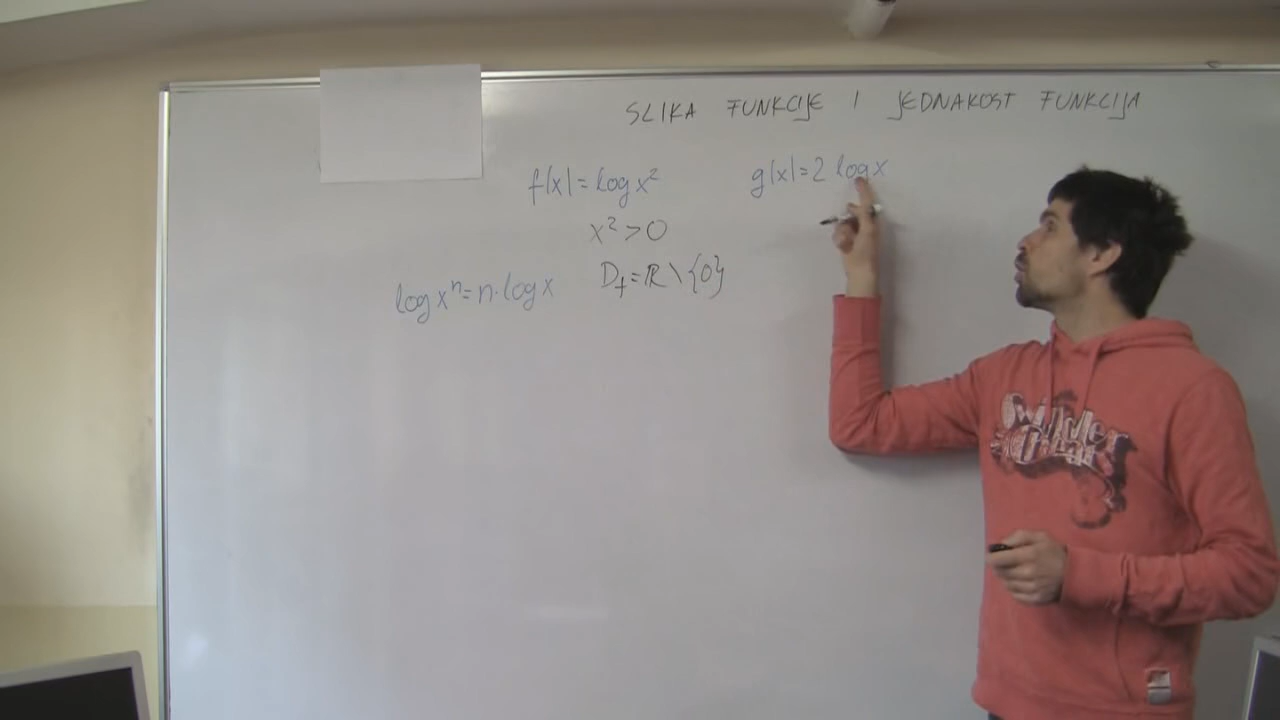 SLIKA FUNKCIJE I JEDNAKOST FUNKCIJA
f(x)=log x²
g(x)=2 log x
x²>0
D_f=ℝ\{0}
log xⁿ=n·log x